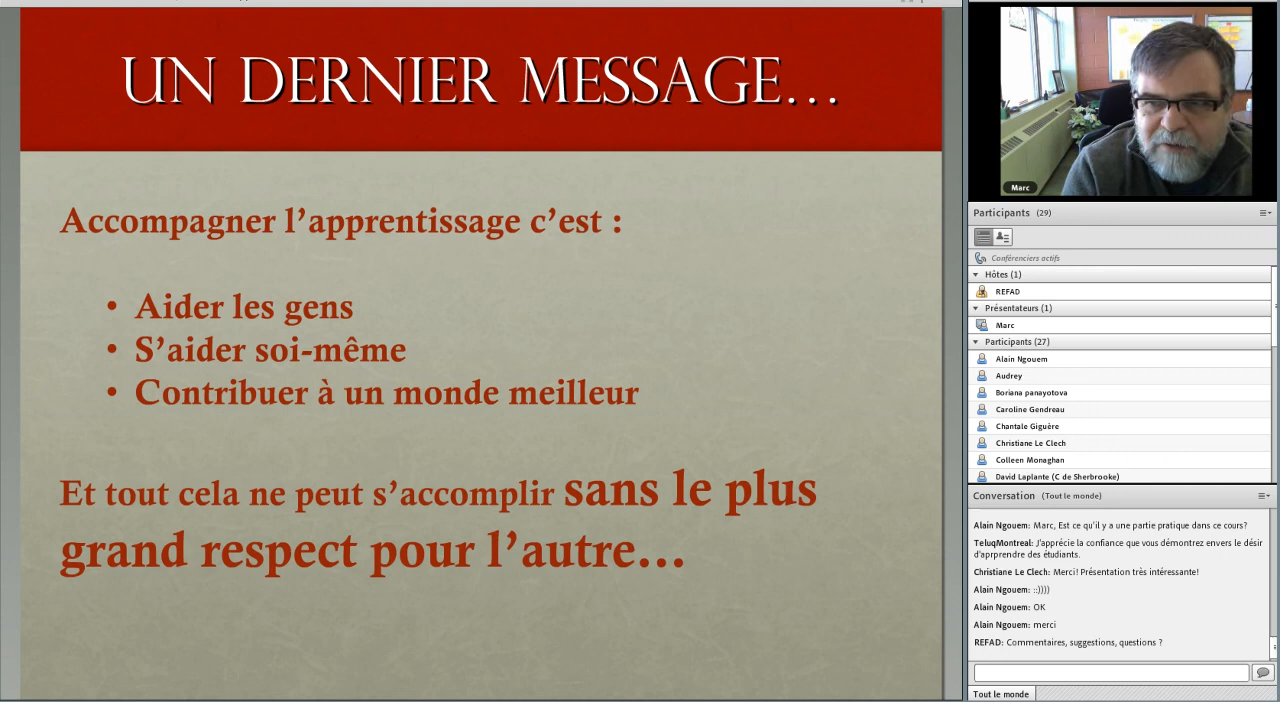 UN DERNIER MESSAGE...
Accompagner l'apprentissage c'est :
• Aider les gens
• S'aider soi-même
• Contribuer à un monde meilleur
Et tout cela ne peut s'accomplir sans le plus
grand respect pour l'autre...
Marc
Participants (29)
Conférenciers actifs
Hôtes (1)
REFAD
Présentateurs (1)
Marc
Participants (27)
Alain Ngouem
Audrey
Boriana panayotova
Caroline Gendreau
Chantale Giguère
Christiane Le Clech
Colleen Monaghan
David Laplante (C de Sherbrooke)
Conversation (Tout le monde)
Alain Ngouem: Marc, Est ce qu'il y a une partie pratique dans ce cours?
TeluqMontreal: J'apprécie la confiance que vous démontrez envers le désir
d'apprendre des étudiants.
Christiane Le Clech: Merci! Présentation très intéressante!
Alain Ngouem: ::))))
Alain Ngouem: OK
Alain Ngouem: merci
REFAD: Commentaires, suggestions, questions ?
Tout le monde